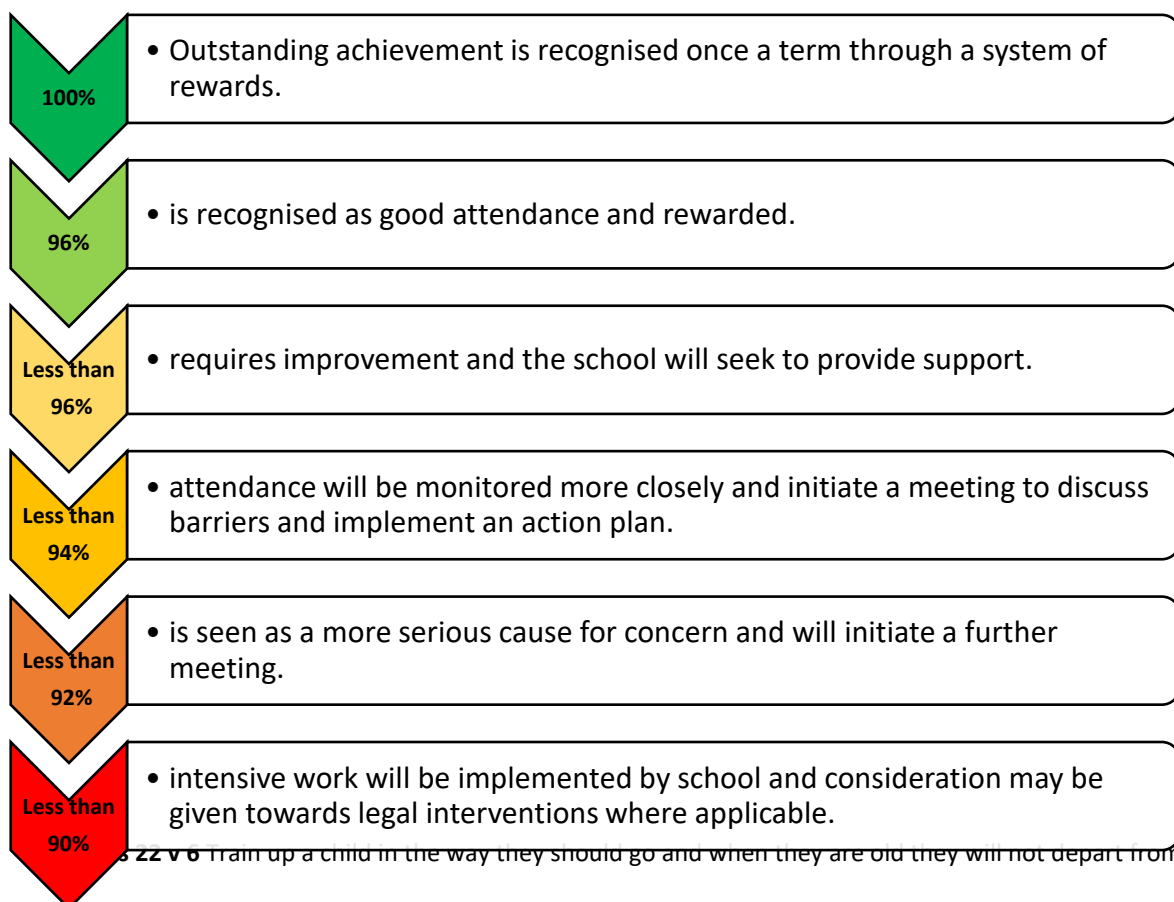 100%
• Outstanding achievement is recognised once a term through a system of
rewards.
96%
• is recognised as good attendance and rewarded.
Less than
96%
• requires improvement and the school will seek to provide support.
Less than
94%
• attendance will be monitored more closely and initiate a meeting to discuss
barriers and implement an action plan.
Less than
92%
• is seen as a more serious cause for concern and will initiate a further
meeting.
Less than
90%
• intensive work will be implemented by school and consideration may be
given towards legal interventions where applicable.
22 v 6 Train up a child in the way they should go and when they are old they will not depart from